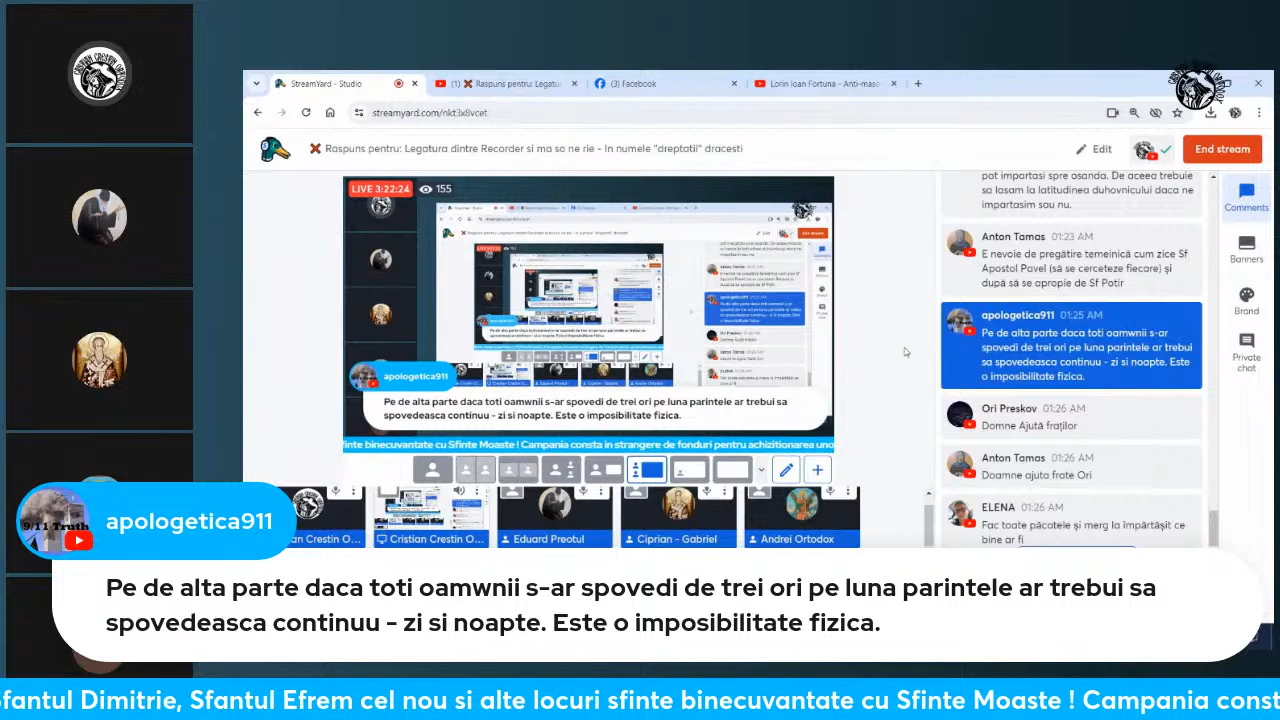 StreamYard - Studio
(1) ❌ Raspuns pentru: Legatu
(3) Facebook
Lorin Ioan Fortuna - Anti-maso
streamyard.com/nkt3x8vcet
❌ Raspuns pentru: Legatura dintre Recorder si ma so ne rie - In numele "dreptatii" dracesti
Edit
End stream
LIVE 3:22:24
155
pot impartasi spre osanda. De aceea trebuie
sa lasam la latitudinea duhovnicului daca ne
impartasim sau nu.
Anton Tamas 01:23 AM
E nevoie de pregătire temeinică cum zice Sf
Apostol Pavel (să se cerceteze fiecare) și
după să se apropie de Sf Potir
apologetica911 01:25 AM
Pe de alta parte daca toti oamwnii s-ar
spovedi de trei ori pe luna parintele ar trebui
sa spovedeasca continuu - zi si noapte. Este
o imposibilitate fizica.
Ori Preskov 01:26 AM
Domne Ajută fraților
Anton Tamas 01:26 AM
Doamne ajuta frate Ori
ELENA 01:26 AM
Fac toate păcatele și merg la împărtășit ce
bine ar fi
Comments
Banners
Brand
Private
chat
apologetica911
Pe de alta parte daca toti oamwnii s-ar spovedi de trei ori pe luna parintele ar trebui sa
spovedeasca continuu - zi si noapte. Este o imposibilitate fizica.
sfinte binecuvantate cu Sfinte Moaste ! Campania consta in strangere de fonduri pentru achizitionarea uno
Crestin O...
Cristian Crestin O...
Eduard Preotul
Ciprian - Gabriel
Andrei Ortodox
9/11 Truth
apologetica911
Pe de alta parte daca toti oamwnii s-ar spovedi de trei ori pe luna parintele ar trebui sa
spovedeasca continuu - zi si noapte. Este o imposibilitate fizica.
Sfantul Dimitrie, Sfantul Efrem cel nou si alte locuri sfinte binecuvantate cu Sfinte Moaste ! Campania const